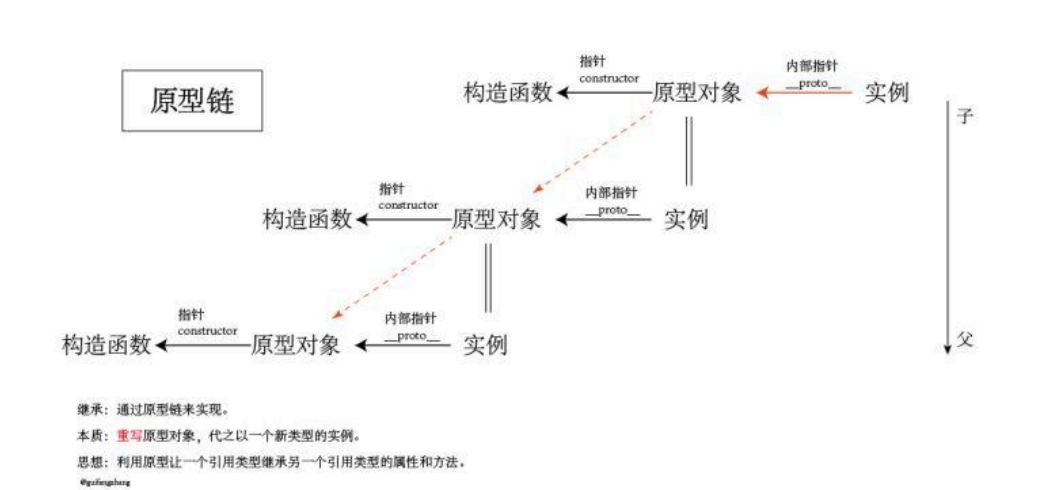 原型链
指针
constructor
构造函数
原型对象
内部指针
__proto__
实例
子
指针
constructor
构造函数
原型对象
内部指针
__proto__
实例
指针
constructor
构造函数
原型对象
内部指针
__proto__
实例
父
继承：通过原型链来实现。
本质：重写原型对象，代之以一个新类型的实例。
思想：利用原型让一个引用类型继承另一个引用类型的属性和方法。